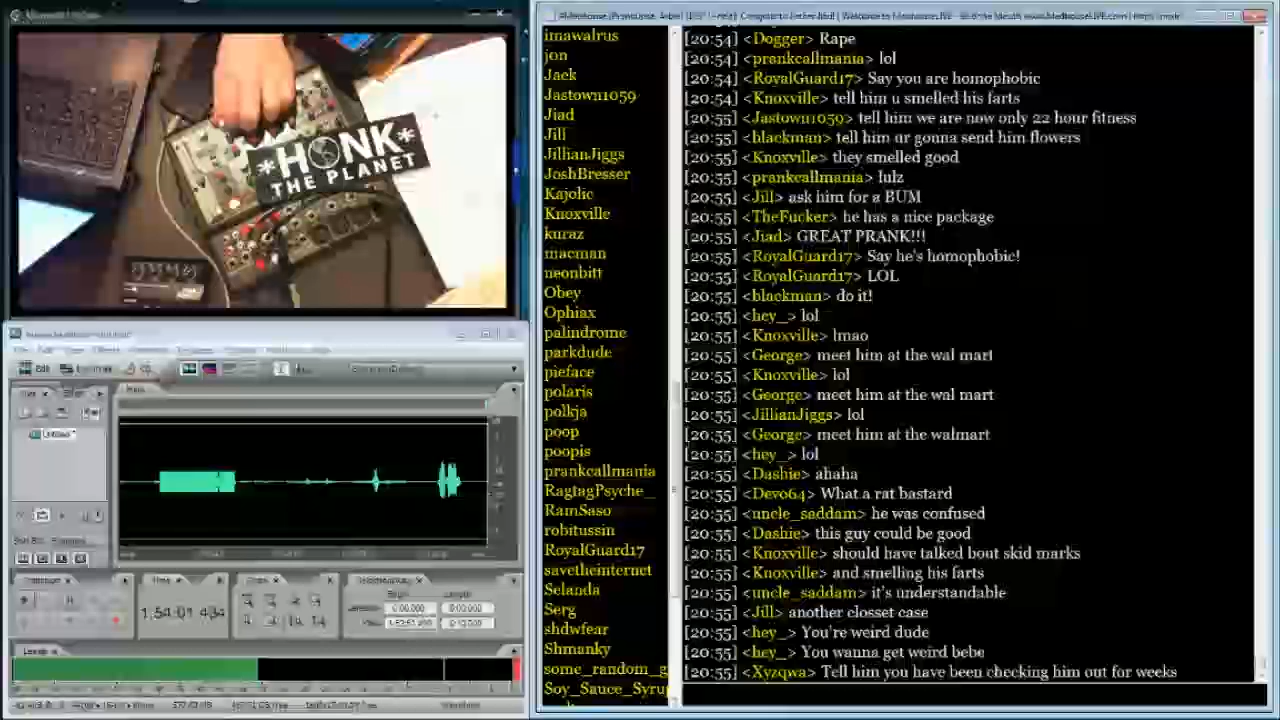 *HONK*
THE PLANET
Edit
1:54:01.434
0:00.000
0:00.000
imawalrus
jon
Jack
Jastown1059
Jiad
Jill
JillianJiggs
JoshBresser
Kajolic
Knoxville
kuraz
macman
neonbitt
Obey
Ophiax
palindrome
parkdude
pieface
polaris
polkja
poop
poopis
prankcallmania
RagtagPsyche_
RamSaso
robitussin
RoyalGuard17
savetheinternet
Selanda
Serg
shdwfear
Shmanky
some_random_g
Soy_Sauce_Syru
[20:54] <Dogger> Rape
[20:54] <prankcallmania> lol
[20:54] <RoyalGuard17> Say you are homophobic
[20:54] <Knoxville> tell him u smelled his farts
[20:55] <Jastown1059> tell him we are now only 22 hour fitness
[20:55] <blackman> tell him ur gonna send him flowers
[20:55] <Knoxville> they smelled good
[20:55] <prankcallmania> lulz
[20:55] <Jill> ask him for a BUM
[20:55] <TheFucker> he has a nice package
[20:55] <Jiad> GREAT PRANK!!!
[20:55] <RoyalGuard17> Say he's homophobic!
[20:55] <RoyalGuard17> LOL
[20:55] <blackman> do it!
[20:55] <hey_> lol
[20:55] <Knoxville> lmao
[20:55] <George> meet him at the wal mart
[20:55] <Knoxville> lol
[20:55] <George> meet him at the wal mart
[20:55] <JillianJiggs> lol
[20:55] <George> meet him at the walmart
[20:55] <hey_> lol
[20:55] <Dashie> ahaha
[20:55] <Devo64> What a rat bastard
[20:55] <uncle_saddam> he was confused
[20:55] <Dashie> this guy could be good
[20:55] <Knoxville> should have talked bout skid marks
[20:55] <Knoxville> and smelling his farts
[20:55] <uncle_saddam> it's understandable
[20:55] <Jill> another closset case
[20:55] <hey_> You're weird dude
[20:55] <hey_> You wanna get weird bebe
[20:55] <Xyzqwa> Tell him you have been checking him out for weeks